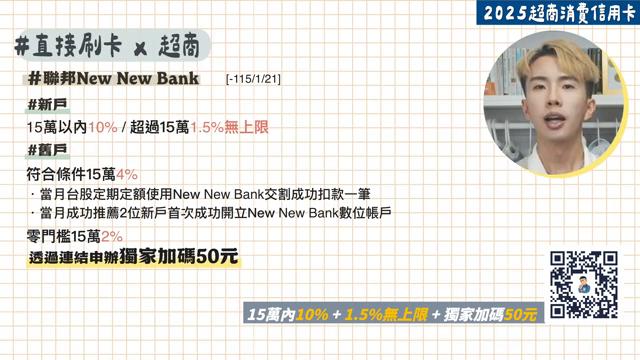 2025超商消費信用卡
#直接刷卡 x 超商
#聯邦New New Bank [-115/1/21]
#新戶
15萬以內10% / 超過15萬1.5%無上限
#舊戶
符合條件15萬4%
・當月台股定期定額使用New New Bank交割成功扣款一筆
・當月成功推薦2位新戶首次成功開立New New Bank數位帳戶
零門檻15萬2%
透過連結申辦獨家加碼50元
15萬內10% + 1.5%無上限 + 獨家加碼50元